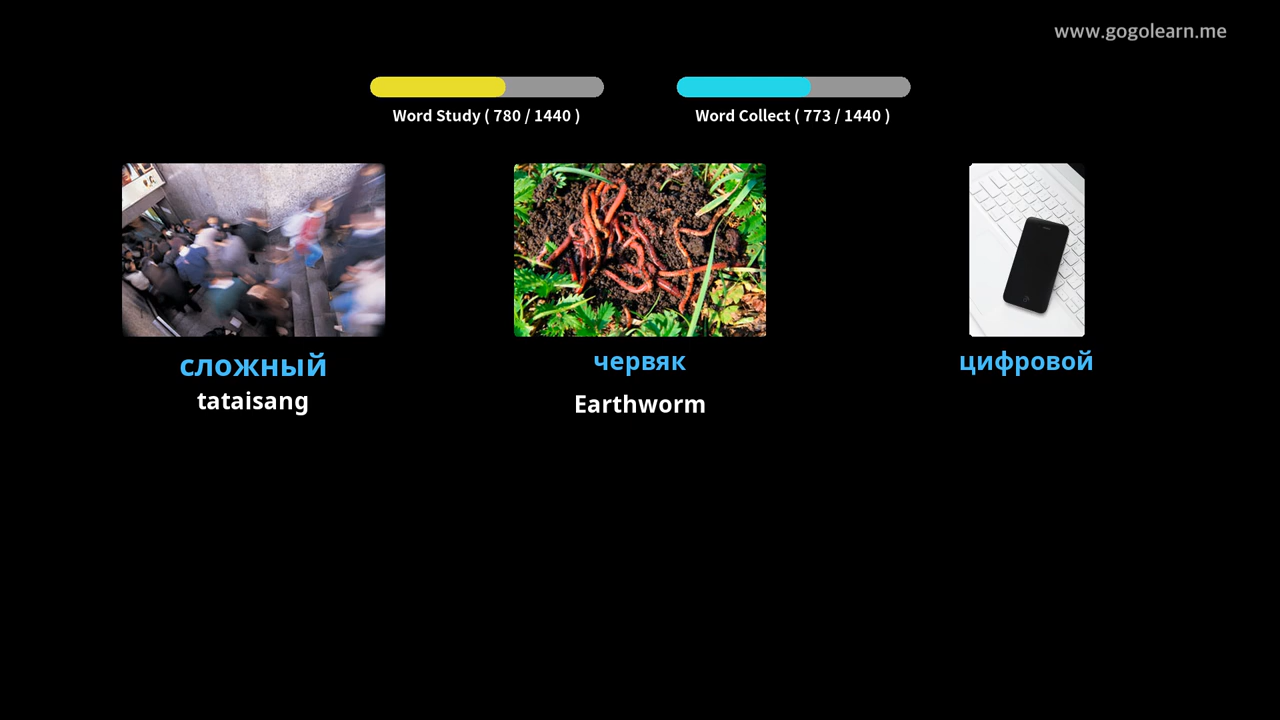 www.gogolearn.me
Word Study ( 780 / 1440 )
Word Collect ( 773 / 1440 )
сложный
tataisang
червяк
Earthworm
цифровой